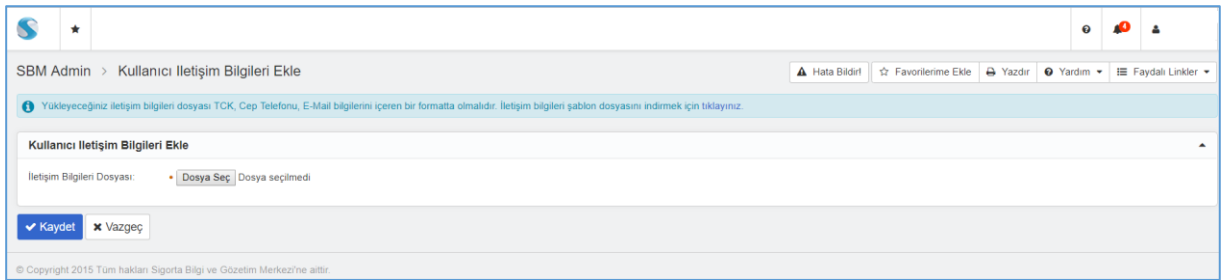 4
SBM Admin > Kullanıcı Iletişim Bilgileri Ekle
Hata Bildir! Favorilerime Ekle Yazdır Yardım Faydalı Linkler
Yükleyeceğiniz iletişim bilgileri dosyası TCK, Cep Telefonu, E-Mail bilgilerini içeren bir formatta olmalıdır. İletişim bilgileri şablon dosyasını indirmek için tıklayınız.
Kullanıcı Iletişim Bilgileri Ekle
İletişim Bilgileri Dosyası: Dosya Seç Dosya seçilmedi
Kaydet Vazgeç
© Copyright 2015 Tüm hakları Sigorta Bilgi ve Gözetim Merkezi'ne aittir.